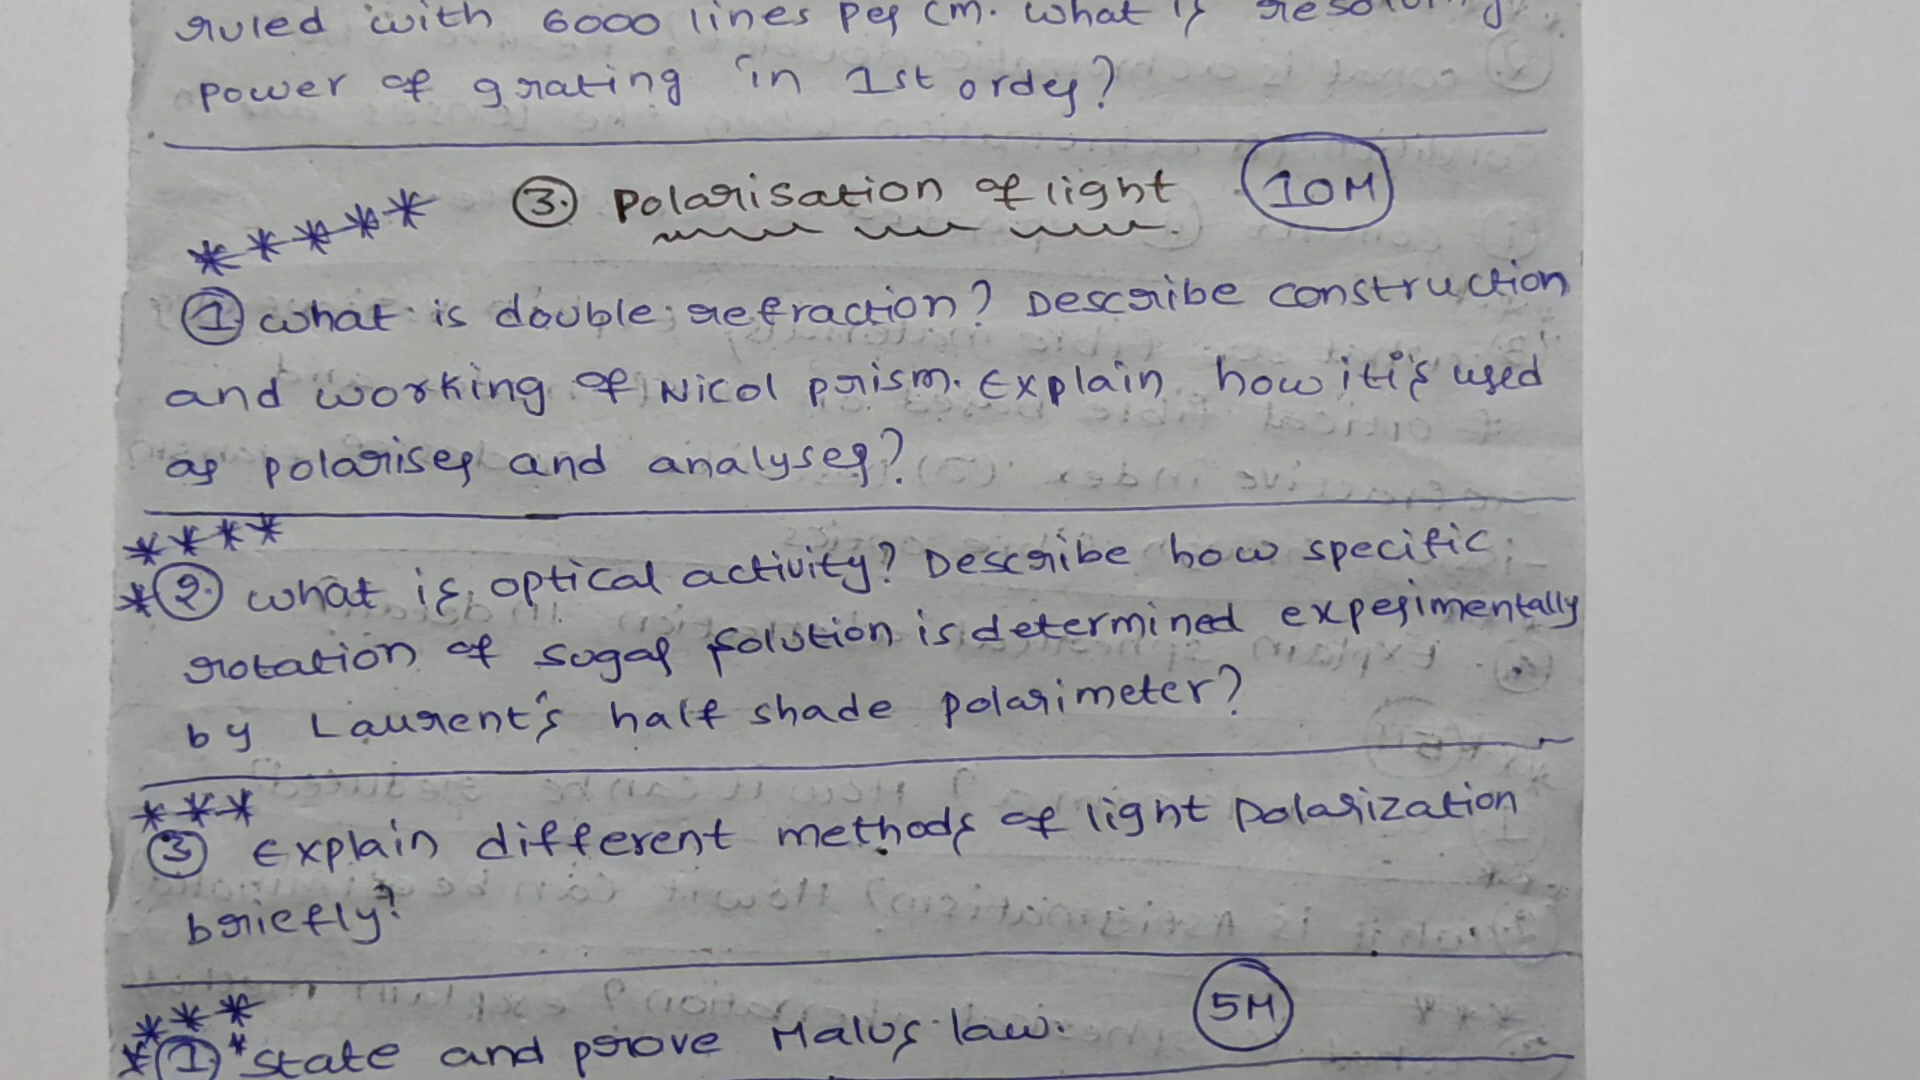 ruled with 6000 lines per cm. what is resolving
power of grating in 1st order?
***** ③. Polarisation of light 10M
① what is double refraction? Describe construction
and working of Nicol prism. Explain how it is used
as polariser and analyser?
****
*②. what is optical activity? Describe how specific
rotation of sugar solution is determined experimentally
by Laurent's half shade polarimeter?
***
③ Explain different methods of light polarization
briefly?
*** 5M
*①* state and prove Malus law.